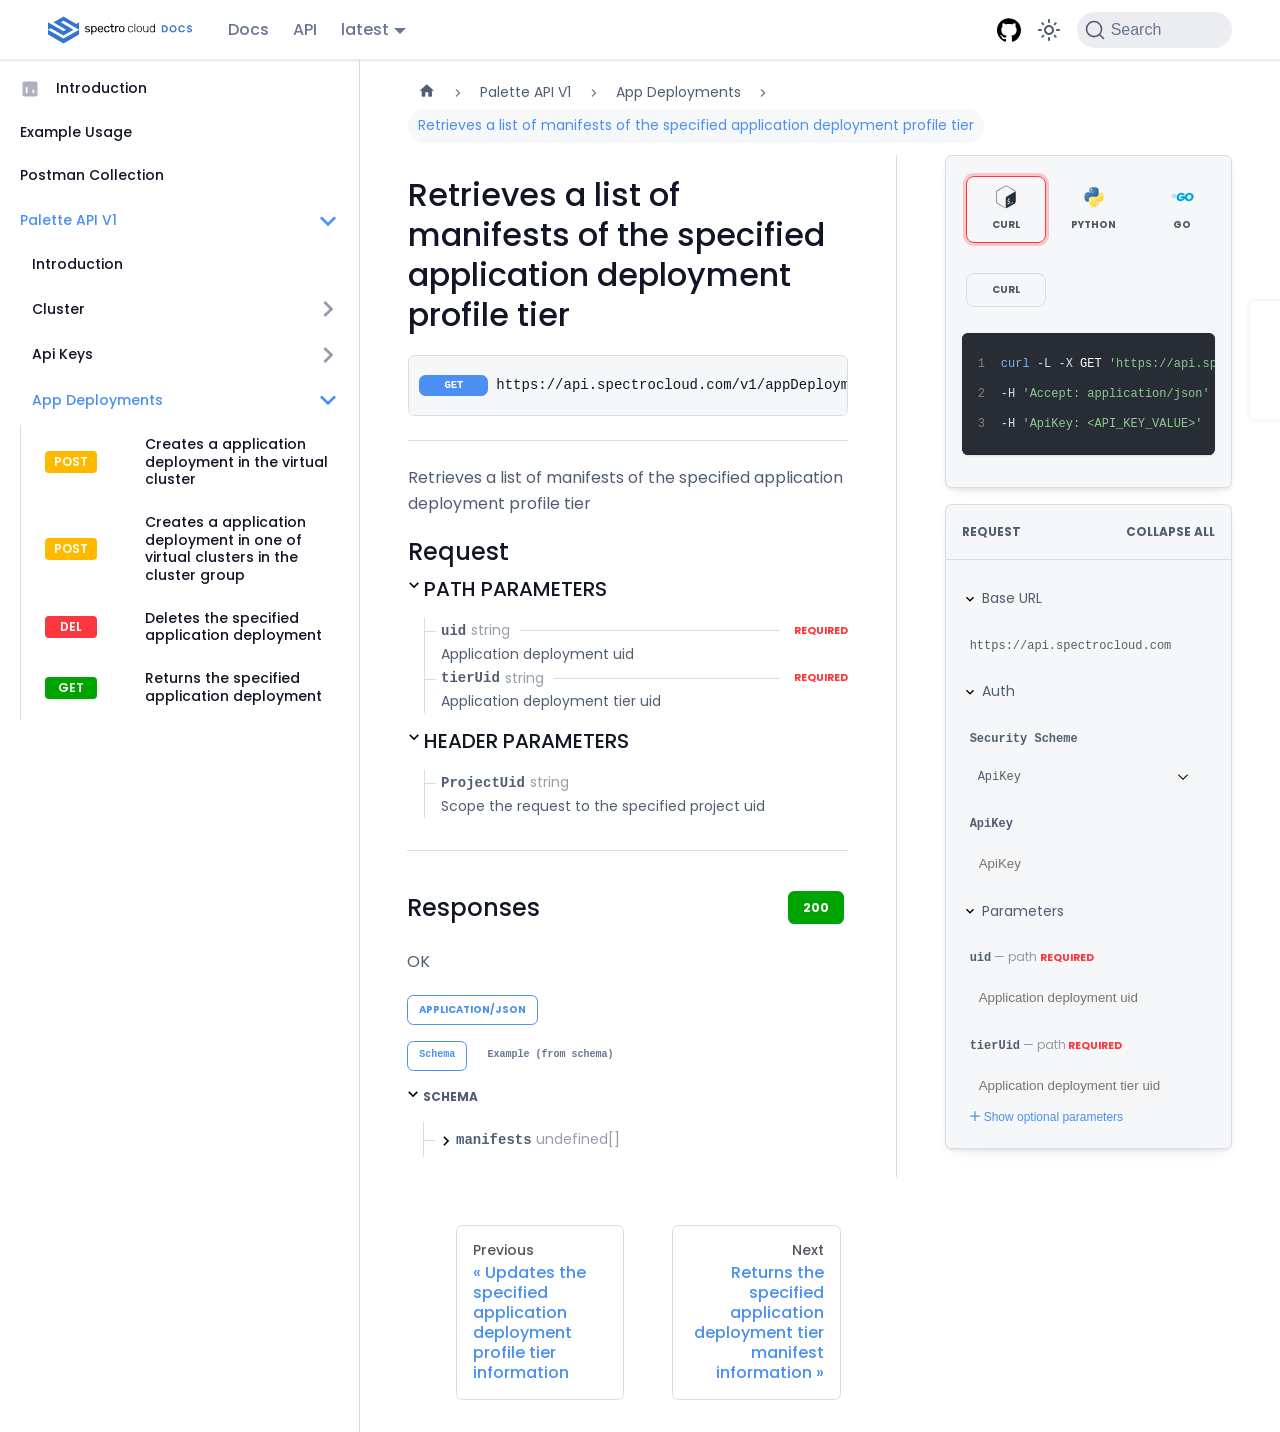 spectro cloud DOCS
Docs
API
latest
Search
Introduction
Example Usage
Postman Collection
Palette API V1
Introduction
Cluster
Api Keys
App Deployments
POST
Creates a application
deployment in the virtual
cluster
POST
Creates a application
deployment in one of
virtual clusters in the
cluster group
DEL
Deletes the specified
application deployment
GET
Returns the specified
application deployment
Palette API V1
App Deployments
Retrieves a list of manifests of the specified application deployment profile tier
Retrieves a list of
manifests of the specified
application deployment
profile tier
GET
https://api.spectrocloud.com/v1/appDeploym
Retrieves a list of manifests of the specified application
deployment profile tier
Request
PATH PARAMETERS
uid string
REQUIRED
Application deployment uid
tierUid string
REQUIRED
Application deployment tier uid
HEADER PARAMETERS
ProjectUid string
Scope the request to the specified project uid
Responses
200
OK
APPLICATION/JSON
Schema
Example (from schema)
SCHEMA
manifests undefined[]
Previous
« Updates the
specified
application
deployment
profile tier
information
Next
Returns the
specified
application
deployment tier
manifest
information »
CURL
PYTHON
GO
CURL
1 curl -L -X GET 'https://api.sp
2 -H 'Accept: application/json'
3 -H 'ApiKey: <API_KEY_VALUE>'
REQUEST
COLLAPSE ALL
Base URL
https://api.spectrocloud.com
Auth
Security Scheme
ApiKey
ApiKey
ApiKey
Parameters
uid — path REQUIRED
Application deployment uid
tierUid — path REQUIRED
Application deployment tier uid
Show optional parameters